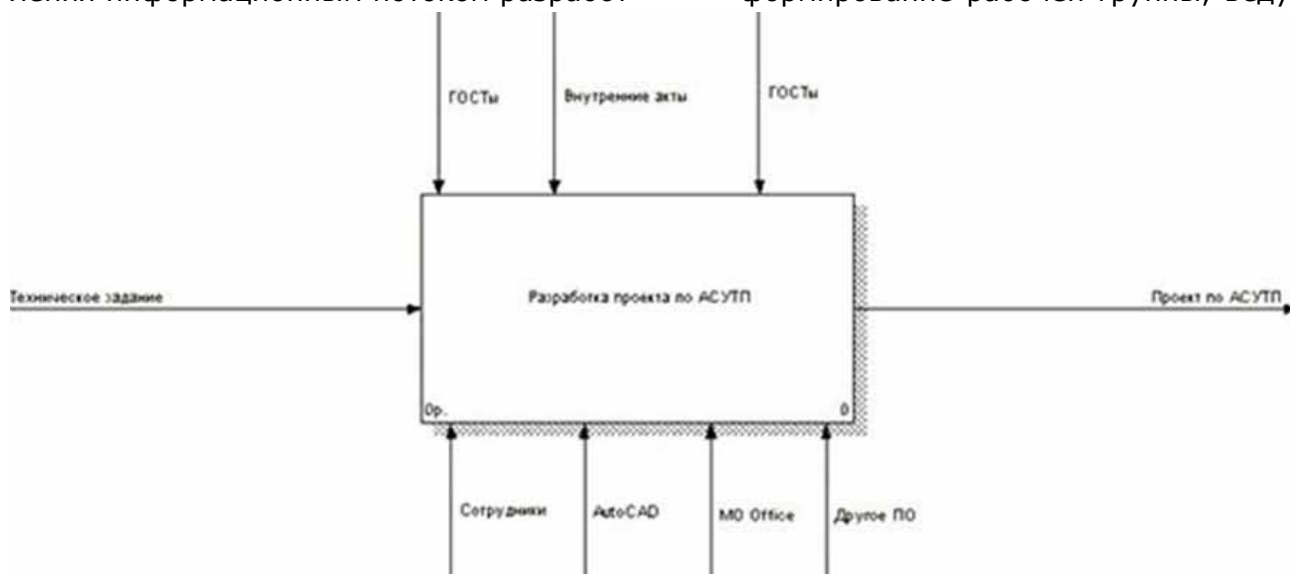 ГОСТы
Внутренние акты
ГОСТы
Техническое задание
Разработка проекта по АСУТП
Проект по АСУТП
0р.
0
Сотрудники
AutoCAD
MO Office
Другое ПО